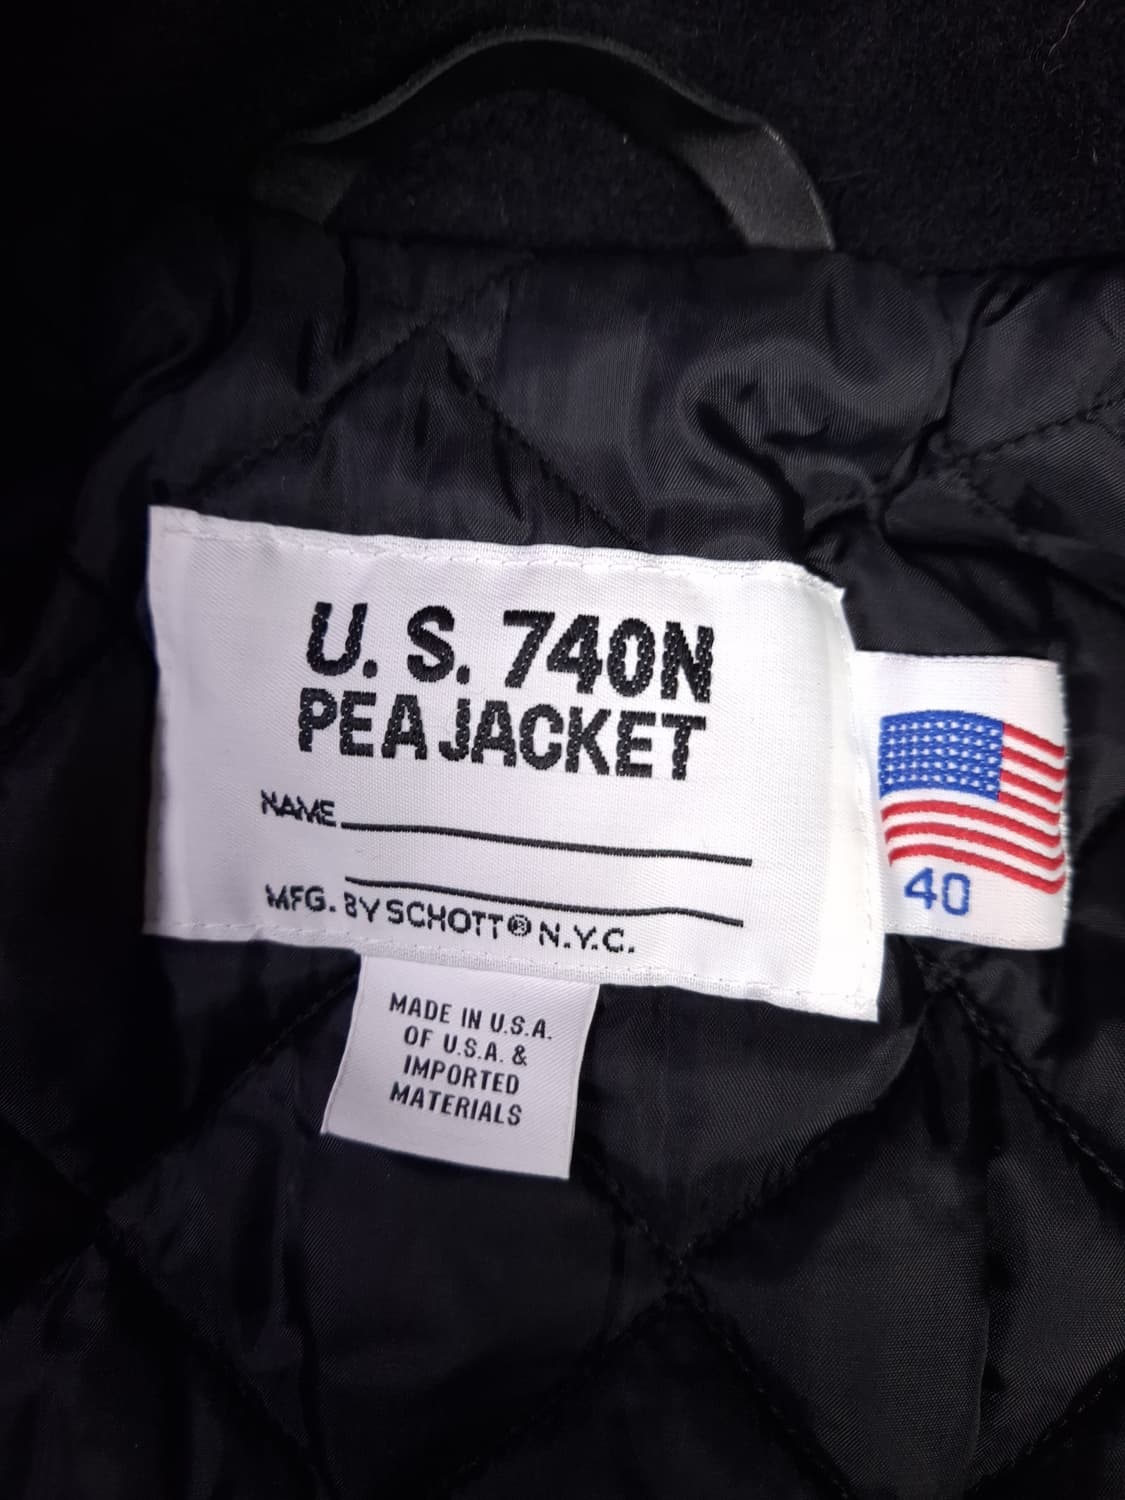 U. S. 740N
PEA JACKET
NAME
MFG. BY SCHOTT® N.Y.C.
40
MADE IN U.S.A.
OF U.S.A. &
IMPORTED
MATERIALS